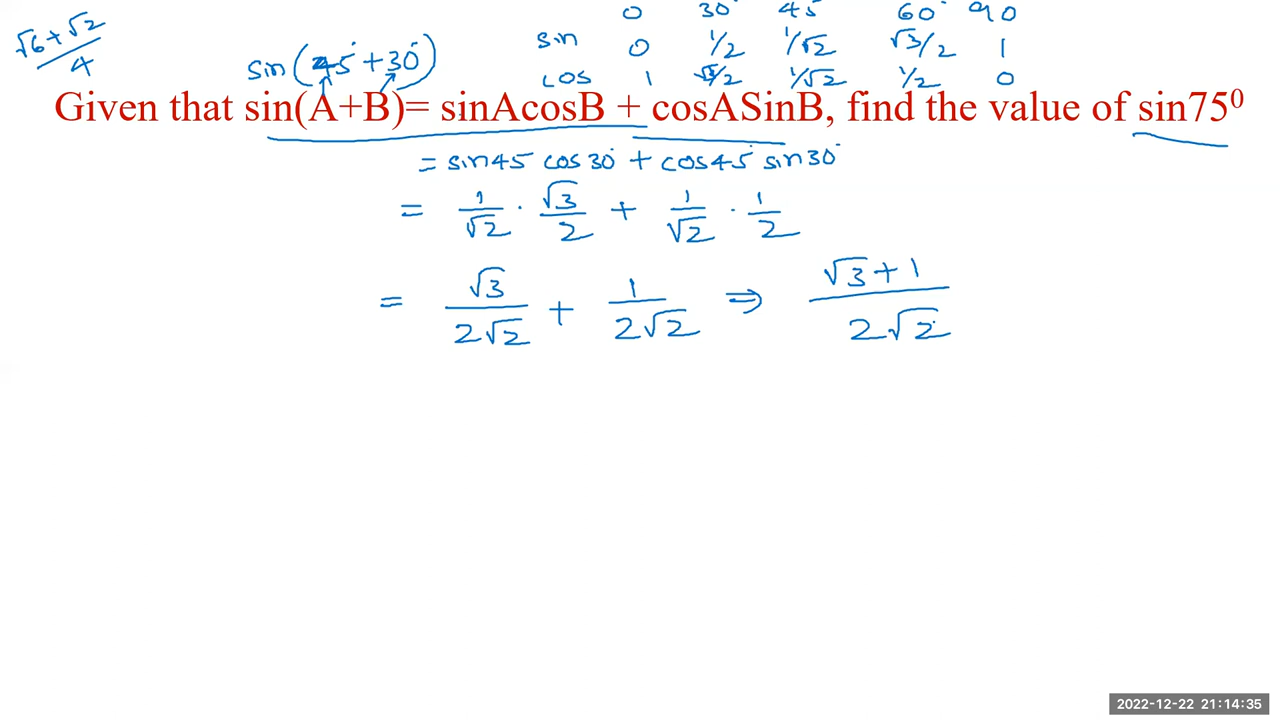 0 30° 45 60° 90
√6+√2/4
sin(45°+30°)
sin 0 1/2 1/√2 √3/2 1
cos 1 √3/2 1/√2 1/2 0
Given that sin(A+B)= sinAcosB + cosASinB, find the value of sin75⁰
= sin45 cos30° + cos45° sin30°
= 1/√2 · √3/2 + 1/√2 · 1/2
= √3/2√2 + 1/2√2 ⇒ √3+1/2√2
2022-12-22 21:14:35